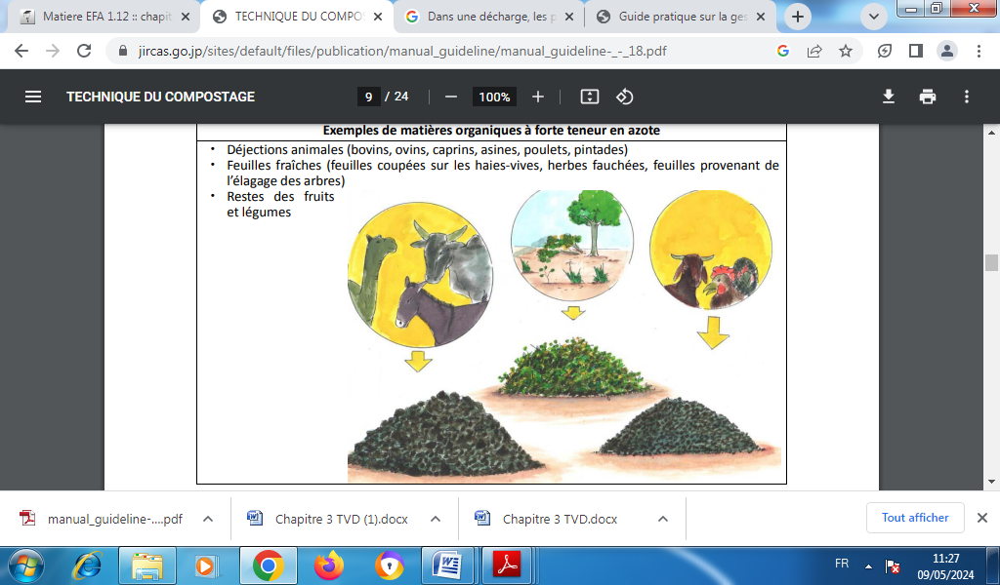 Matiere EFA 1.12 :: chapit
TECHNIQUE DU COMPOS
Dans une décharge, les p
Guide pratique sur la ges
jircas.go.jp/sites/default/files/publication/manual_guideline/manual_guideline-_-_18.pdf
TECHNIQUE DU COMPOSTAGE
9 / 24
100%
Exemples de matières organiques à forte teneur en azote
• Déjections animales (bovins, ovins, caprins, asines, poulets, pintades)
• Feuilles fraîches (feuilles coupées sur les haies-vives, herbes fauchées, feuilles provenant de
l'élagage des arbres)
• Restes des fruits
et légumes
manual_guideline-....pdf
Chapitre 3 TVD (1).docx
Chapitre 3 TVD.docx
Tout afficher
FR
11:27
09/05/2024